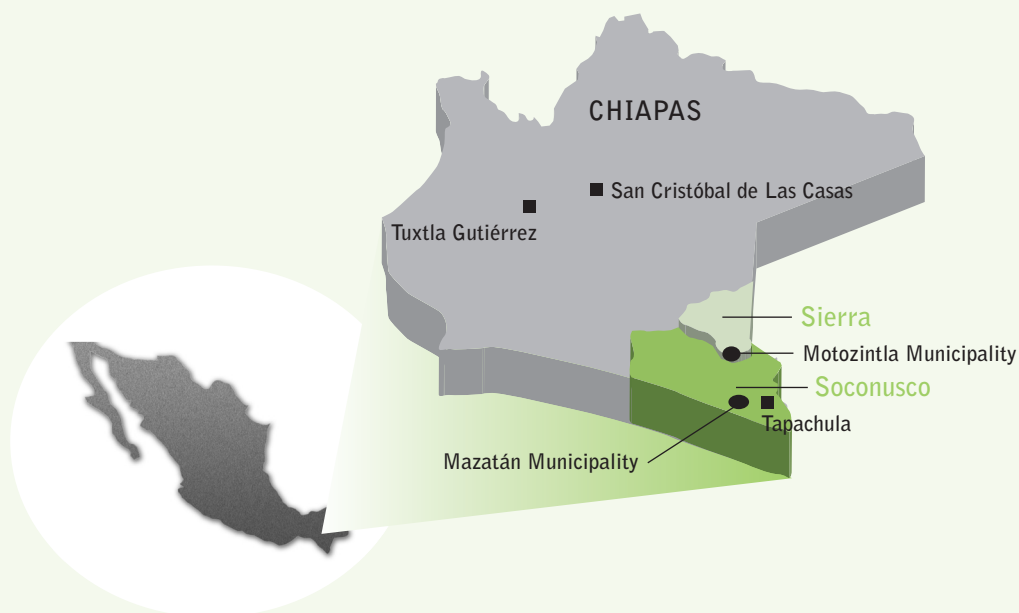 CHIAPAS
San Cristóbal de Las Casas
Tuxtla Gutiérrez
Sierra
Motozintla Municipality
Soconusco
Tapachula
Mazatán Municipality